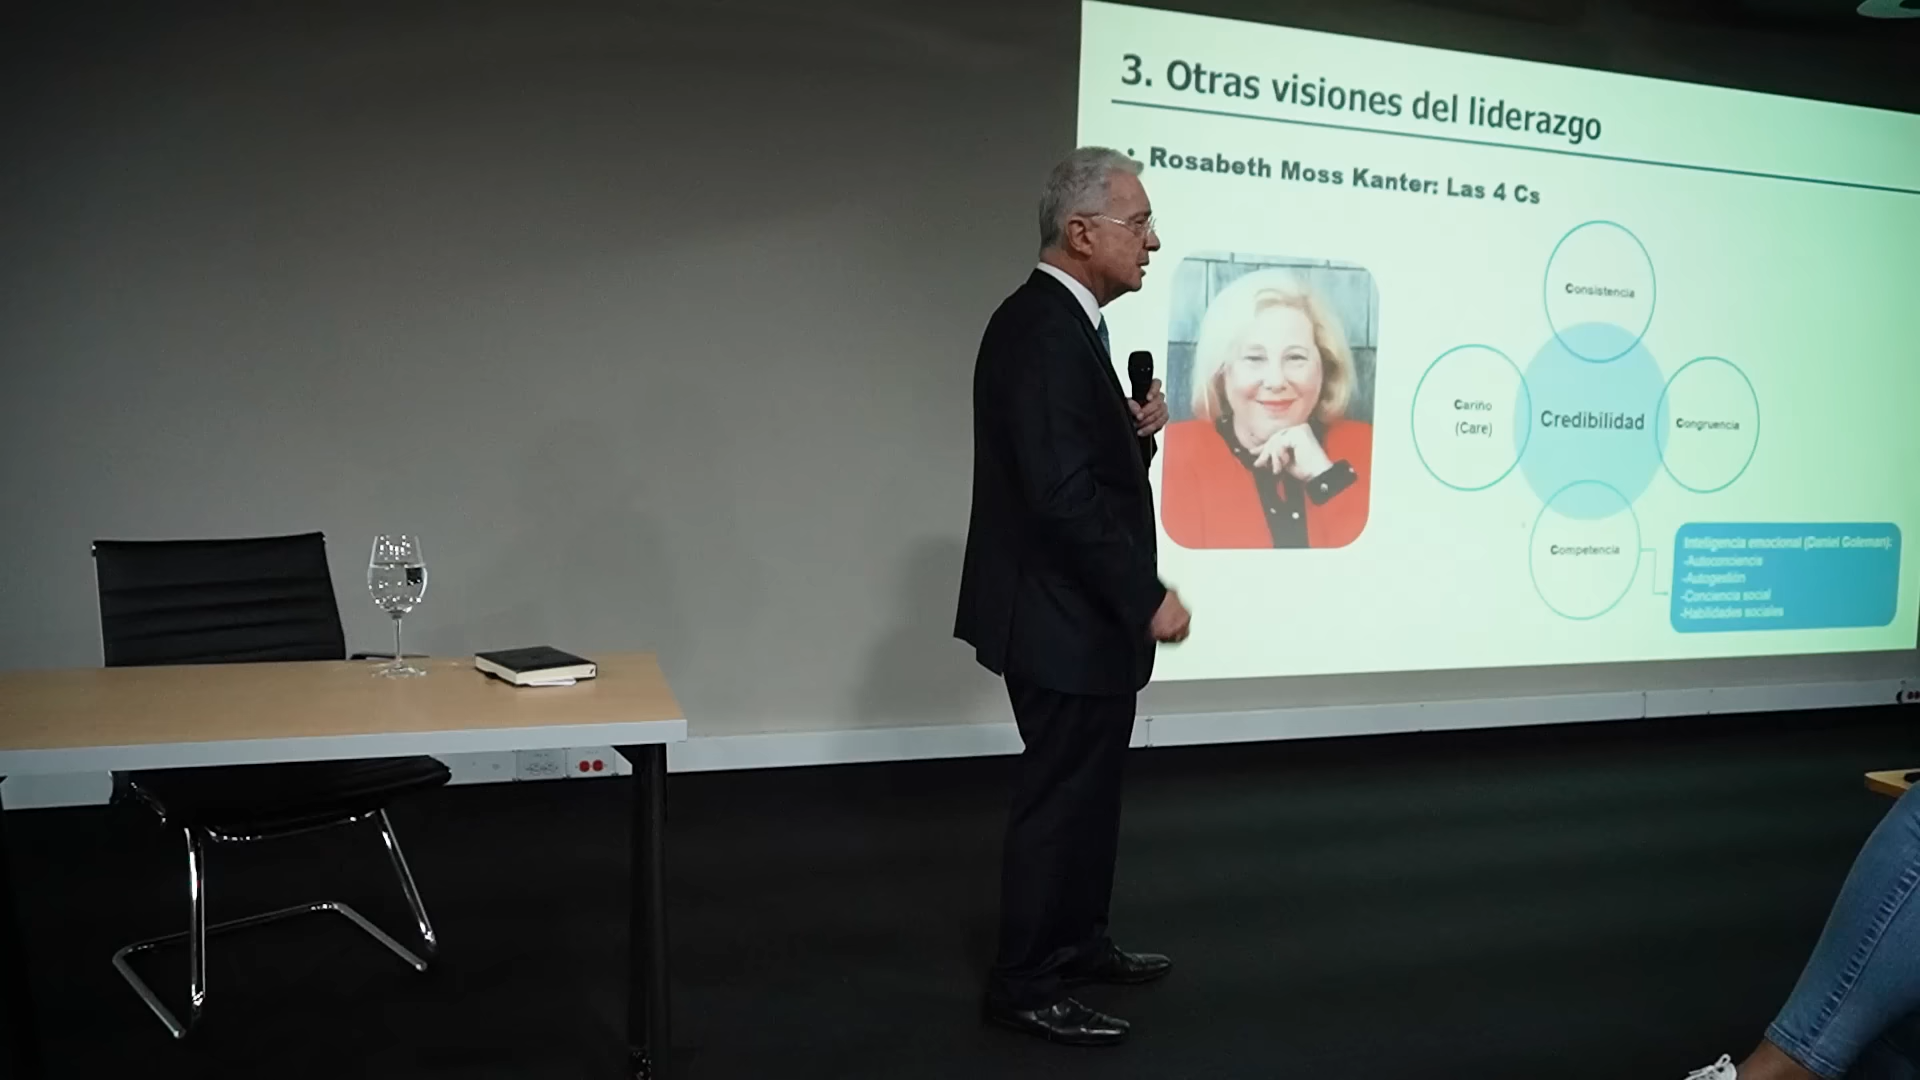 3. Otras visiones del liderazgo
• Rosabeth Moss Kanter: Las 4 Cs
Consistencia
Cariño
(Care)
Credibilidad
Congruencia
Competencia
Inteligencia emocional (Daniel Goleman):
-Autoconciencia
-Autogestión
-Conciencia social
-Habilidades sociales